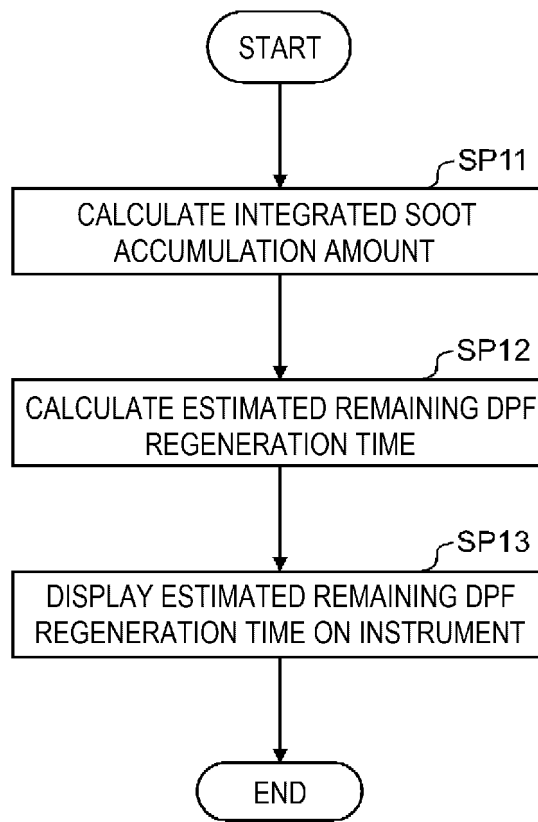 START
SP11
CALCULATE INTEGRATED SOOT
ACCUMULATION AMOUNT
SP12
CALCULATE ESTIMATED REMAINING DPF
REGENERATION TIME
SP13
DISPLAY ESTIMATED REMAINING DPF
REGENERATION TIME ON INSTRUMENT
END